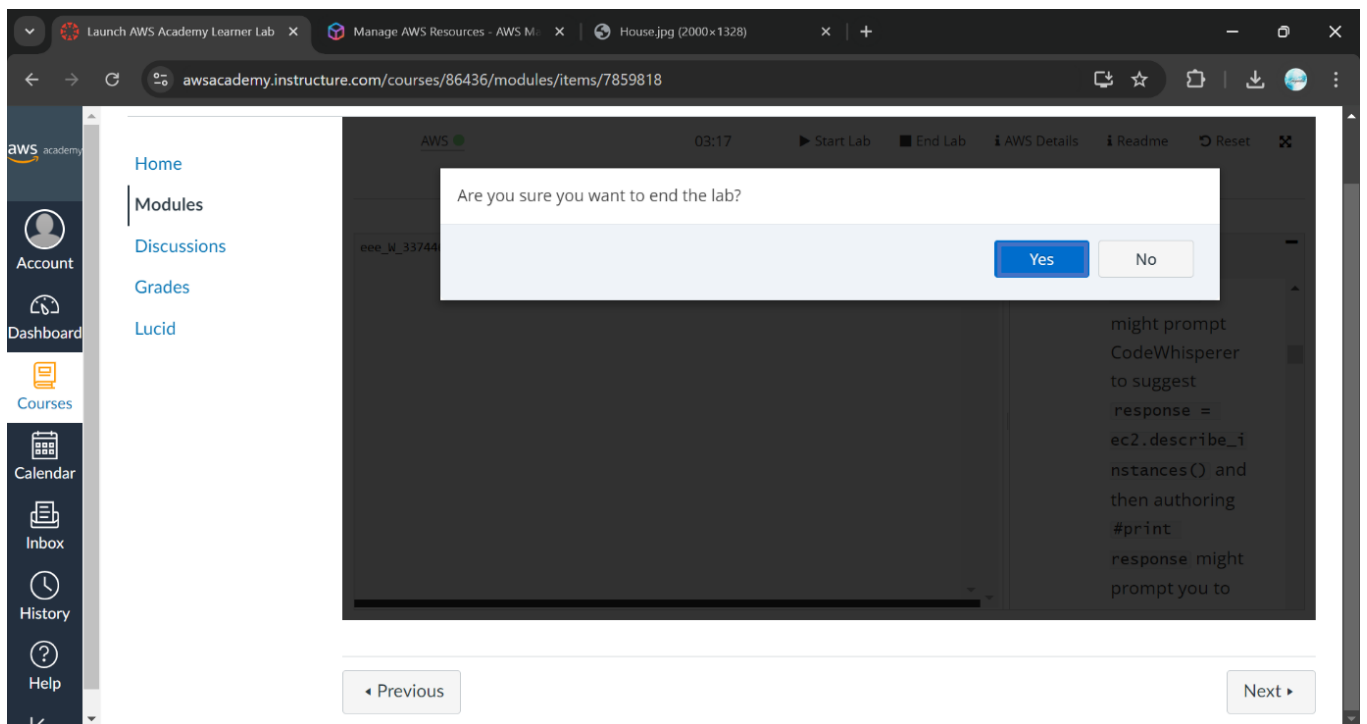 Launch AWS Academy Learner Lab
Manage AWS Resources - AWS Ma
House.jpg (2000×1328)
awsacademy.instructure.com/courses/86436/modules/items/7859818
aws academy
Account
Dashboard
Courses
Calendar
Inbox
History
Help
Home
Modules
Discussions
Grades
Lucid
AWS
03:17
Start Lab
End Lab
i AWS Details
i Readme
Reset
Are you sure you want to end the lab?
Yes
No
eee_W_33744
might prompt
CodeWhisperer
to suggest
response =
ec2.describe_i
nstances() and
then authoring
#print
response might
prompt you to
Previous
Next